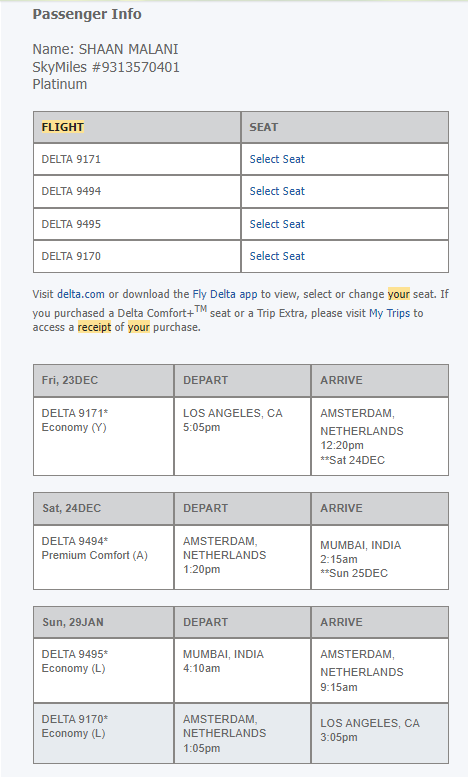 Passenger Info
Name: SHAAN MALANI
SkyMiles #9313570401
Platinum
FLIGHT SEAT
DELTA 9171 Select Seat
DELTA 9494 Select Seat
DELTA 9495 Select Seat
DELTA 9170 Select Seat
Visit delta.com or download the Fly Delta app to view, select or change your seat. If
you purchased a Delta Comfort+TM seat or a Trip Extra, please visit My Trips to
access a receipt of your purchase.
Fri, 23DEC DEPART ARRIVE
DELTA 9171*
Economy (Y)
LOS ANGELES, CA
5:05pm
AMSTERDAM,
NETHERLANDS
12:20pm
**Sat 24DEC
Sat, 24DEC DEPART ARRIVE
DELTA 9494*
Premium Comfort (A)
AMSTERDAM,
NETHERLANDS
1:20pm
MUMBAI, INDIA
2:15am
**Sun 25DEC
Sun, 29JAN DEPART ARRIVE
DELTA 9495*
Economy (L)
MUMBAI, INDIA
4:10am
AMSTERDAM,
NETHERLANDS
9:15am
DELTA 9170*
Economy (L)
AMSTERDAM,
NETHERLANDS
1:05pm
LOS ANGELES, CA
3:05pm